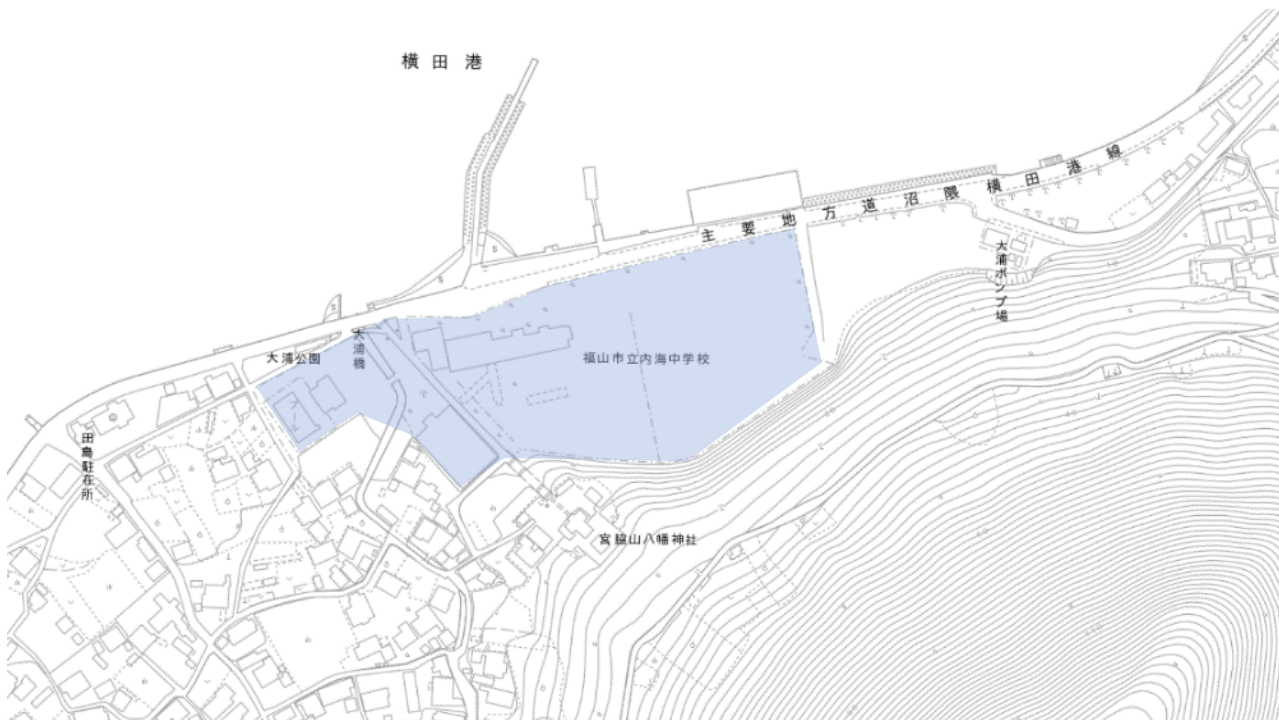 横田港
主要地方道沼隈横田港線
大浦ポンプ場
大浦橋
大浦公園
福山市立内海中学校
田島駐在所
宮脇山八幡神社